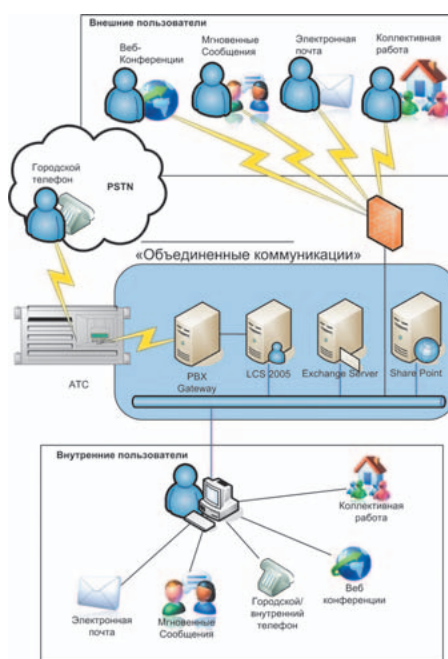 Внешние пользователи
Веб-
Конференции
Мгновенные
Сообщения
Электронная
почта
Коллективная
работа
Городской
телефон
PSTN
«Объединенные коммуникации»
АТС
PBX
Gateway
LCS 2005
Exchange Server
Share Point
Внутренние пользователи
Коллективная
работа
Веб
конференции
Городской/
внутренний
телефон
Мгновенные
Сообщения
Электронная
почта